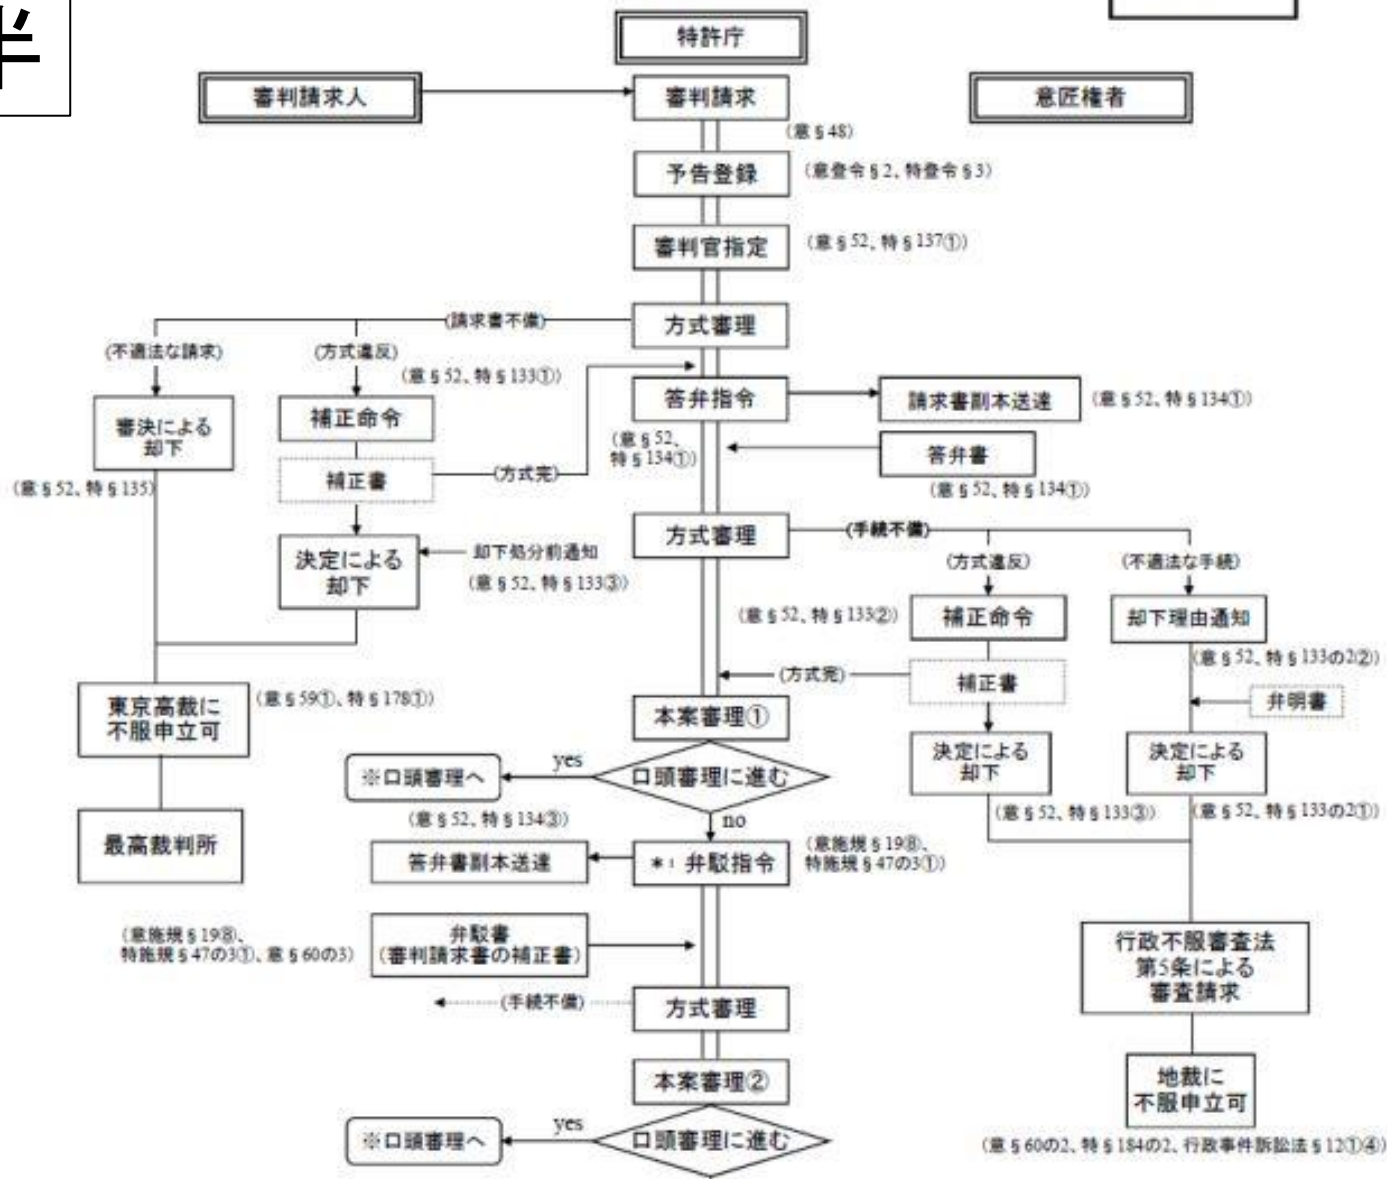 半
特許庁
審判請求人
審判請求
意匠権者
(意§48)
予告登録
(意登令§2、特登令§3)
審判官指定
(意§52、特§137①)
方式審理
(請求書不備)
(不適法な請求)
(方式違反)
(意§52、特§133①)
審決による
却下
補正命令
答弁指令
請求書副本送達
(意§52、特§134①)
(意§52、
特§134①)
答弁書
(意§52、特§134①)
補正書
(方式完)
(意§52、特§135)
方式審理
(手続不備)
決定による
却下
却下処分前通知
(意§52、特§133③)
(方式違反)
(不適法な手続)
(意§52、特§133②)
補正命令
却下理由通知
(意§52、特§133の2②)
(方式完)
補正書
弁明書
東京高裁に
不服申立可
(意§59①、特§178①)
本案審理①
決定による
却下
決定による
却下
※口頭審理へ
yes
口頭審理に進む
no
(意§52、特§133③)
(意§52、特§133の2①)
最高裁判所
(意§52、特§134③)
答弁書副本送達
*1 弁駁指令
(意施規§19⑧、
特施規§47の3①)
(意施規§19⑧、
特施規§47の3①、意§60の3)
弁駁書
(審判請求書の補正書)
行政不服審査法
第5条による
審査請求
(手続不備)
方式審理
本案審理②
地裁に
不服申立可
※口頭審理へ
yes
口頭審理に進む
(意§60の2、特§184の2、行政事件訴訟法§12①④)